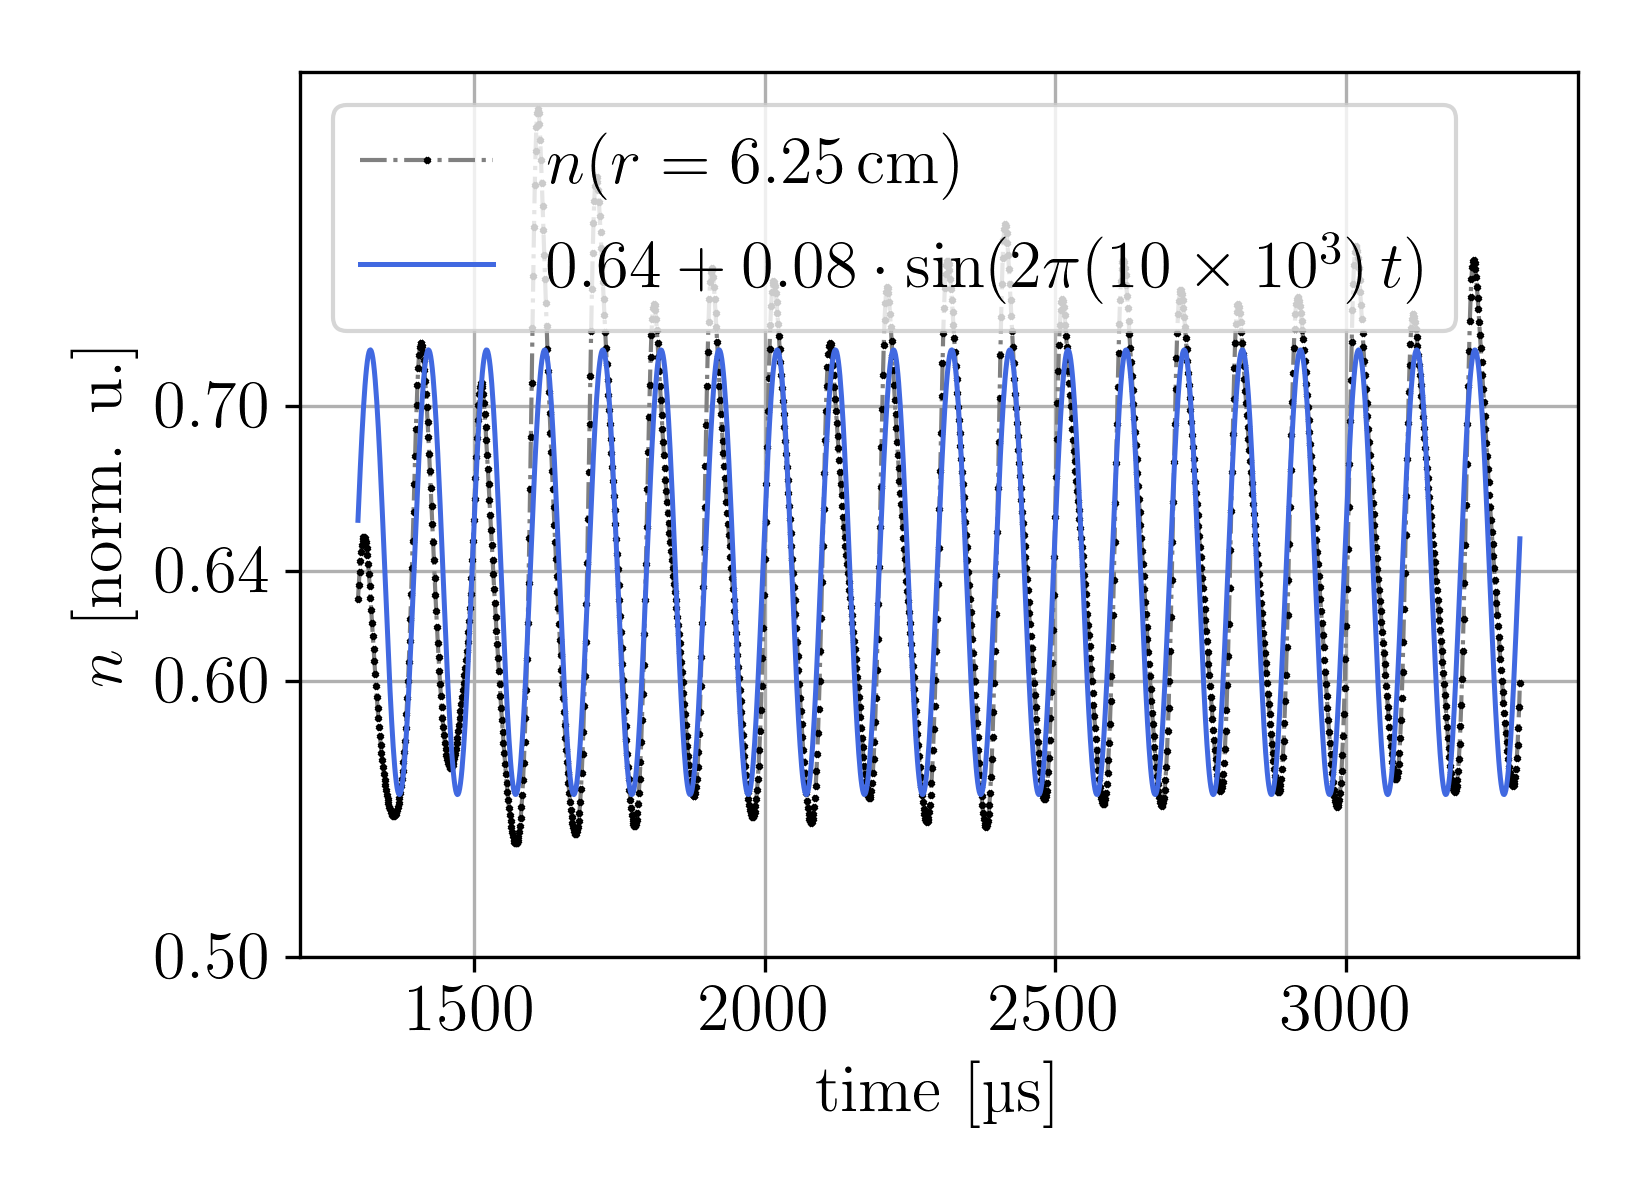 n(r = 6.25 cm)
0.64 + 0.08 · sin(2π(10 × 10³) t)
n [norm. u.]
0.70
0.64
0.60
0.50
1500 2000 2500 3000
time [µs]